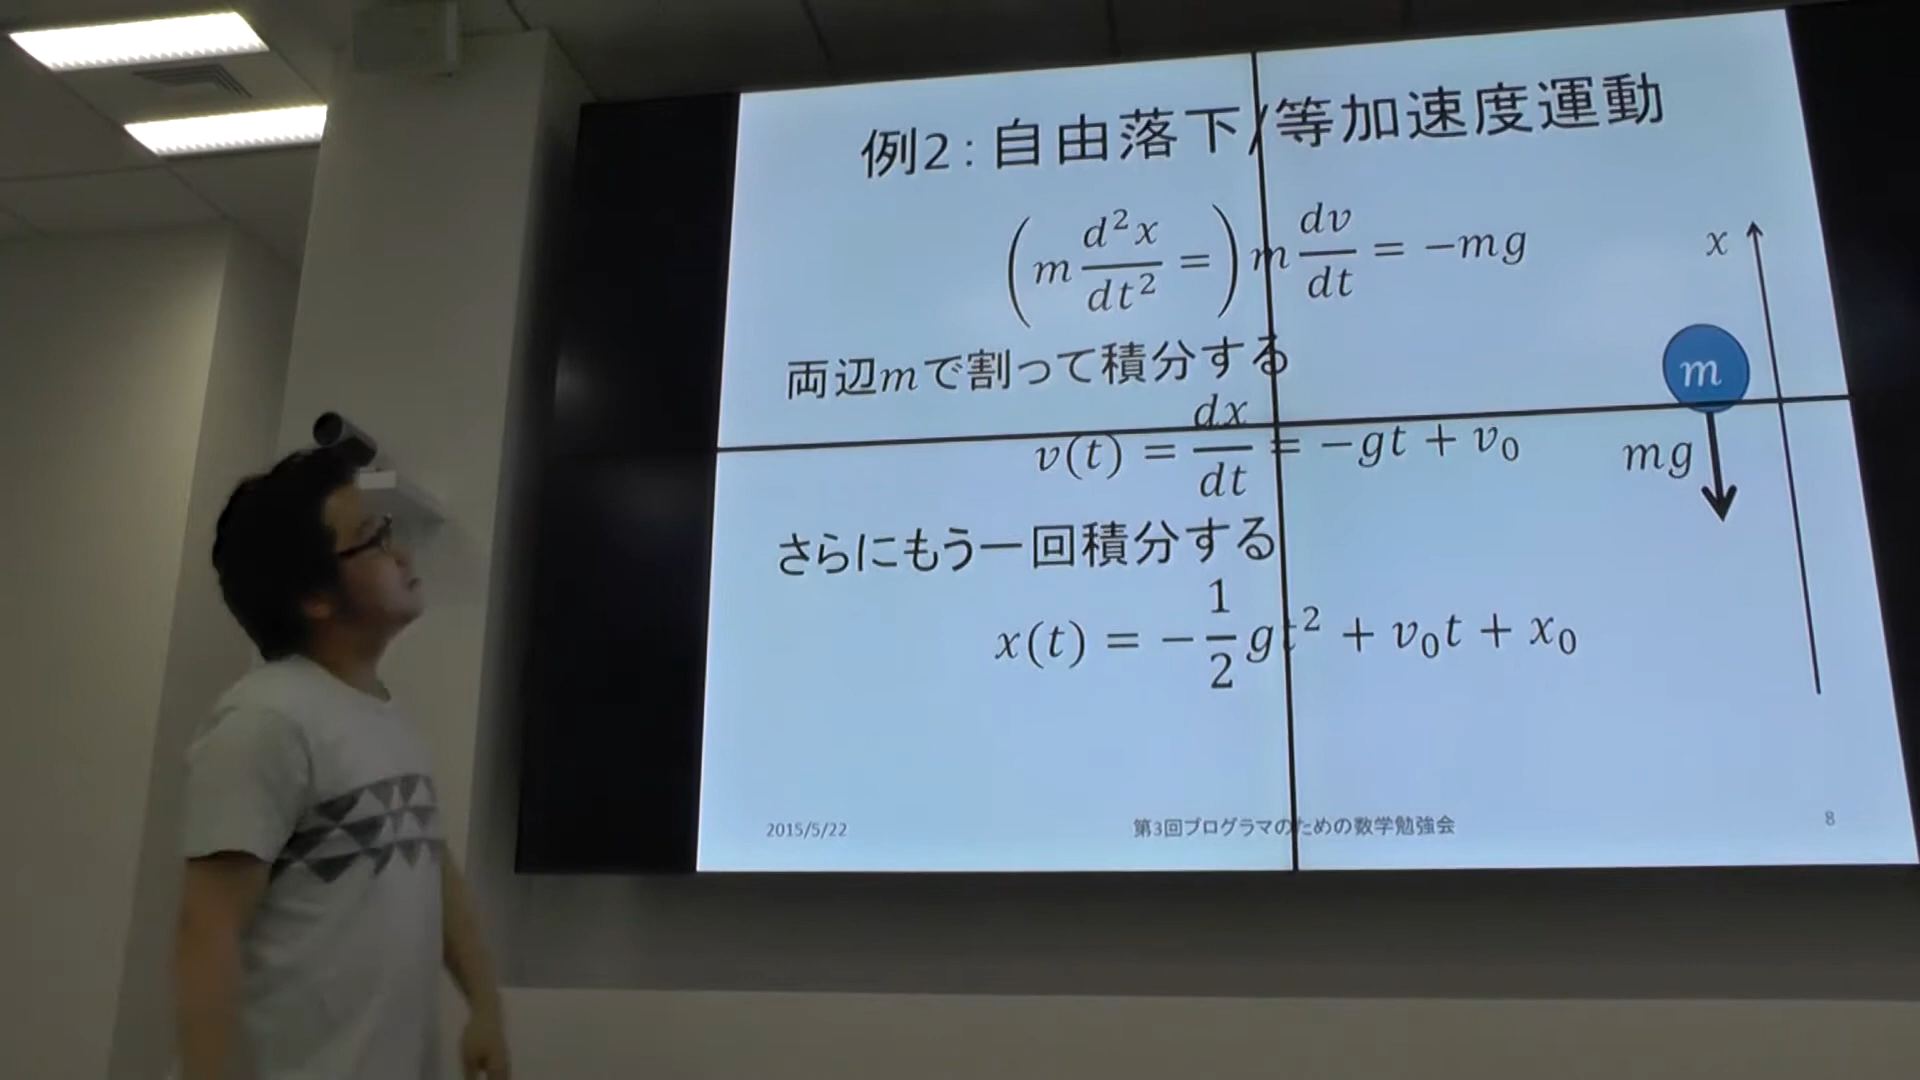 例2：自由落下/等加速度運動
(m d²x/dt² =) m dv/dt = −mg
x
両辺mで割って積分する
m
v(t) = dx/dt = −gt + v₀
mg
さらにもう一回積分する
x(t) = −1/2 gt² + v₀t + x₀
2015/5/22
第3回プログラマのための数学勉強会
8